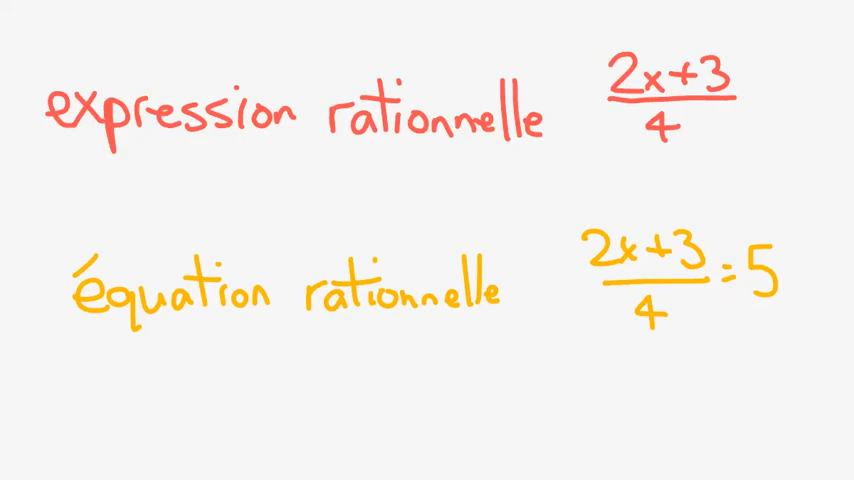 expression rationnelle (2x+3)/4
équation rationnelle (2x+3)/4 = 5